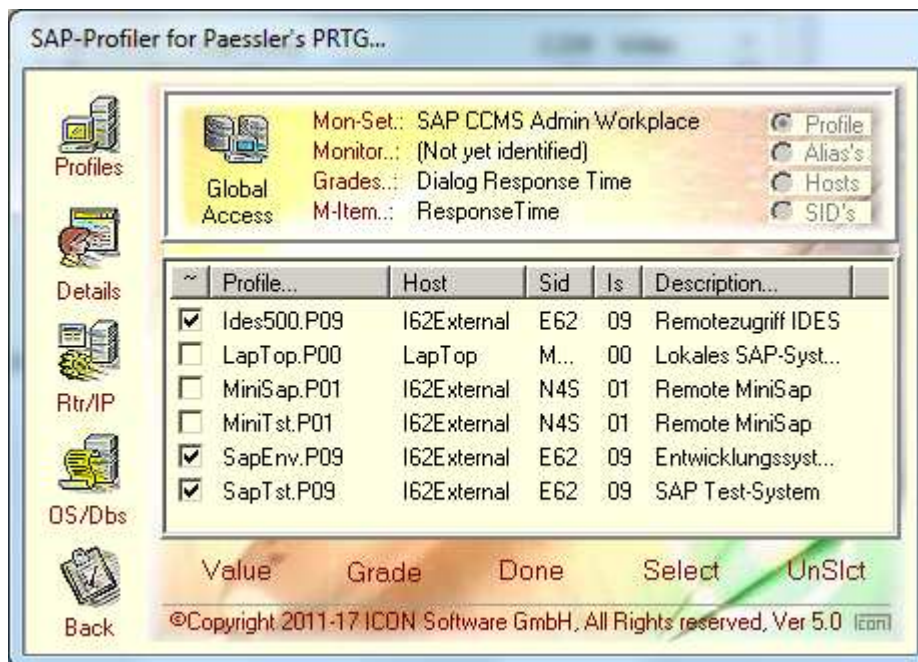 SAP-Profiler for Paessler's PRTG...
Profiles
Details
Rtr/IP
OS/Dbs
Back
Global
Access
Mon-Set.: SAP CCMS Admin Workplace
Monitor..: (Not yet identified)
Grades..: Dialog Response Time
M-Item..: ResponseTime
Profile
Alias's
Hosts
SID's
~ Profile... Host Sid Is Description...
Ides500.P09 I62External E62 09 Remotezugriff IDES
LapTop.P00 LapTop M... 00 Lokales SAP-Syst...
MiniSap.P01 I62External N4S 01 Remote MiniSap
MiniTst.P01 I62External N4S 01 Remote MiniSap
SapEnv.P09 I62External E62 09 Entwicklungssyst...
SapTst.P09 I62External E62 09 SAP Test-System
Value Grade Done Select UnSlct
©Copyright 2011-17 ICON Software GmbH, All Rights reserved, Ver 5.0 Icon